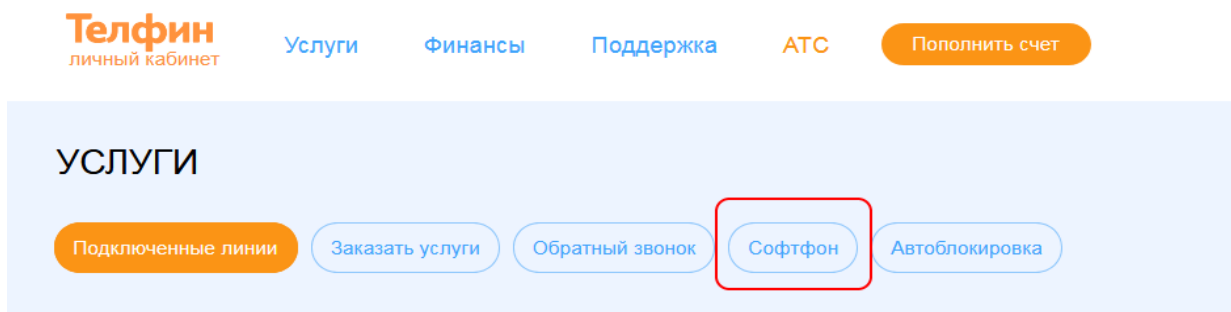 Телфин
личный кабинет
Услуги Финансы Поддержка АТС Пополнить счет
УСЛУГИ
Подключенные линии Заказать услуги Обратный звонок Софтфон Автоблокировка